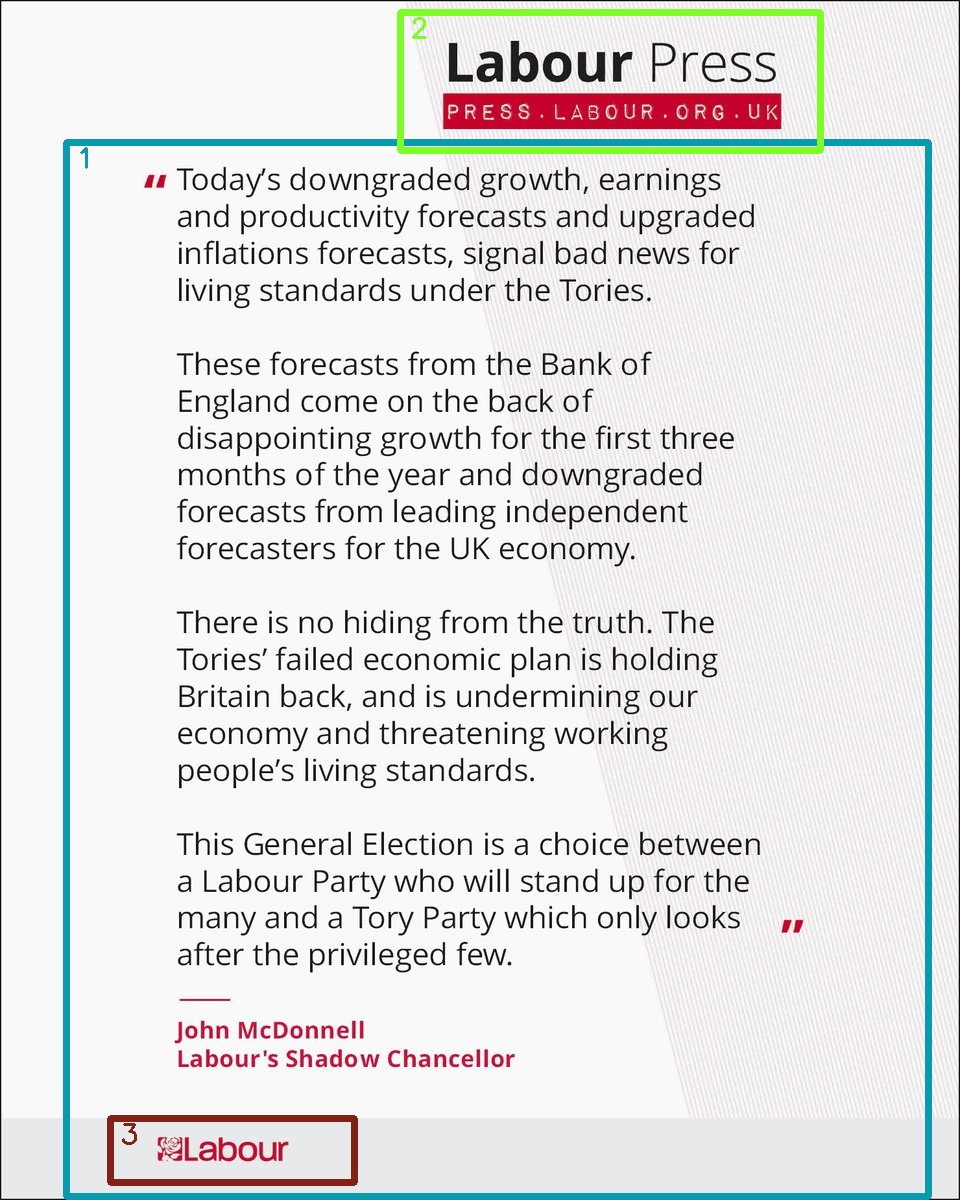 Labour Press
PRESS.LABOUR.ORG.UK
“ Today’s downgraded growth, earnings
and productivity forecasts and upgraded
inflations forecasts, signal bad news for
living standards under the Tories.
These forecasts from the Bank of
England come on the back of
disappointing growth for the first three
months of the year and downgraded
forecasts from leading independent
forecasters for the UK economy.
There is no hiding from the truth. The
Tories’ failed economic plan is holding
Britain back, and is undermining our
economy and threatening working
people’s living standards.
This General Election is a choice between
a Labour Party who will stand up for the
many and a Tory Party which only looks
after the privileged few. ”
John McDonnell
Labour's Shadow Chancellor
Labour
1
2
3